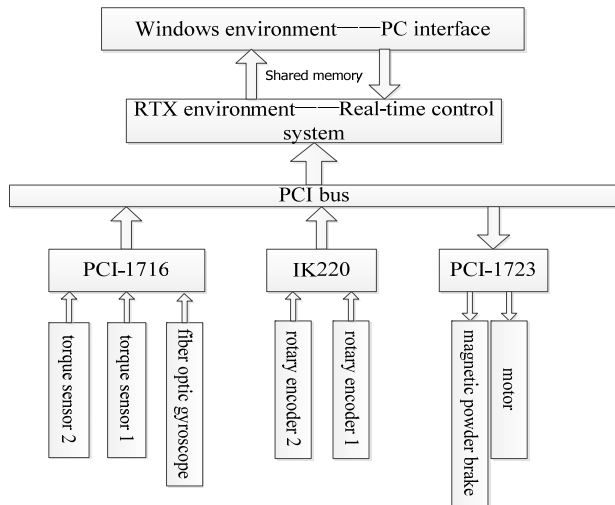 Windows environment——PC interface
Shared memory
RTX environment——Real-time control
system
PCI bus
PCI-1716
IK220
PCI-1723
torque sensor 2
torque sensor 1
fiber optic gyroscope
rotary encoder 2
rotary encoder 1
magnetic powder brake
motor